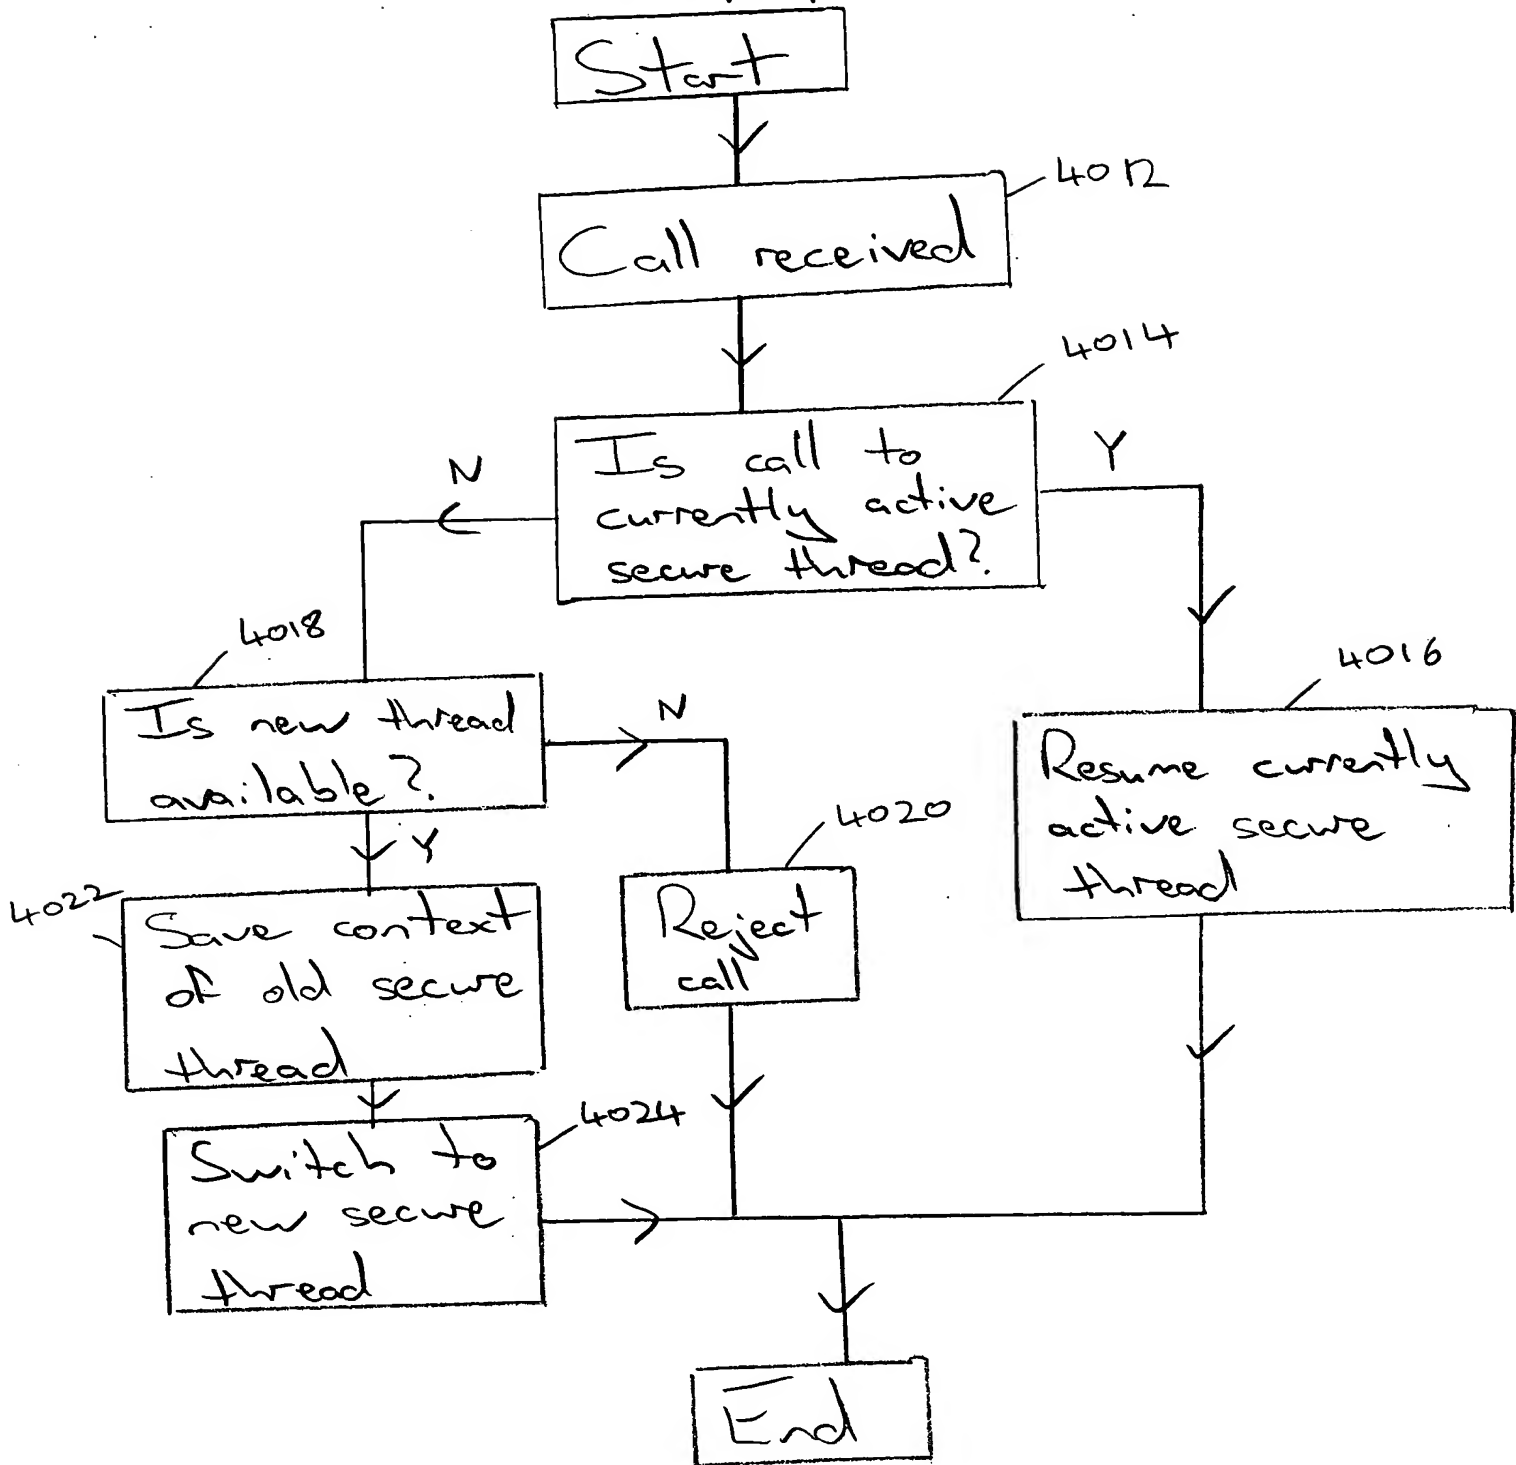 Start
4012
Call received
4014
Is call to
currently active
secure thread?
N
Y
4018
Is new thread
available?
N
Y
4016
Resume currently
active secure
thread
4020
Reject
call
4022
Save context
of old secure
thread
4024
Switch to
new secure
thread
End